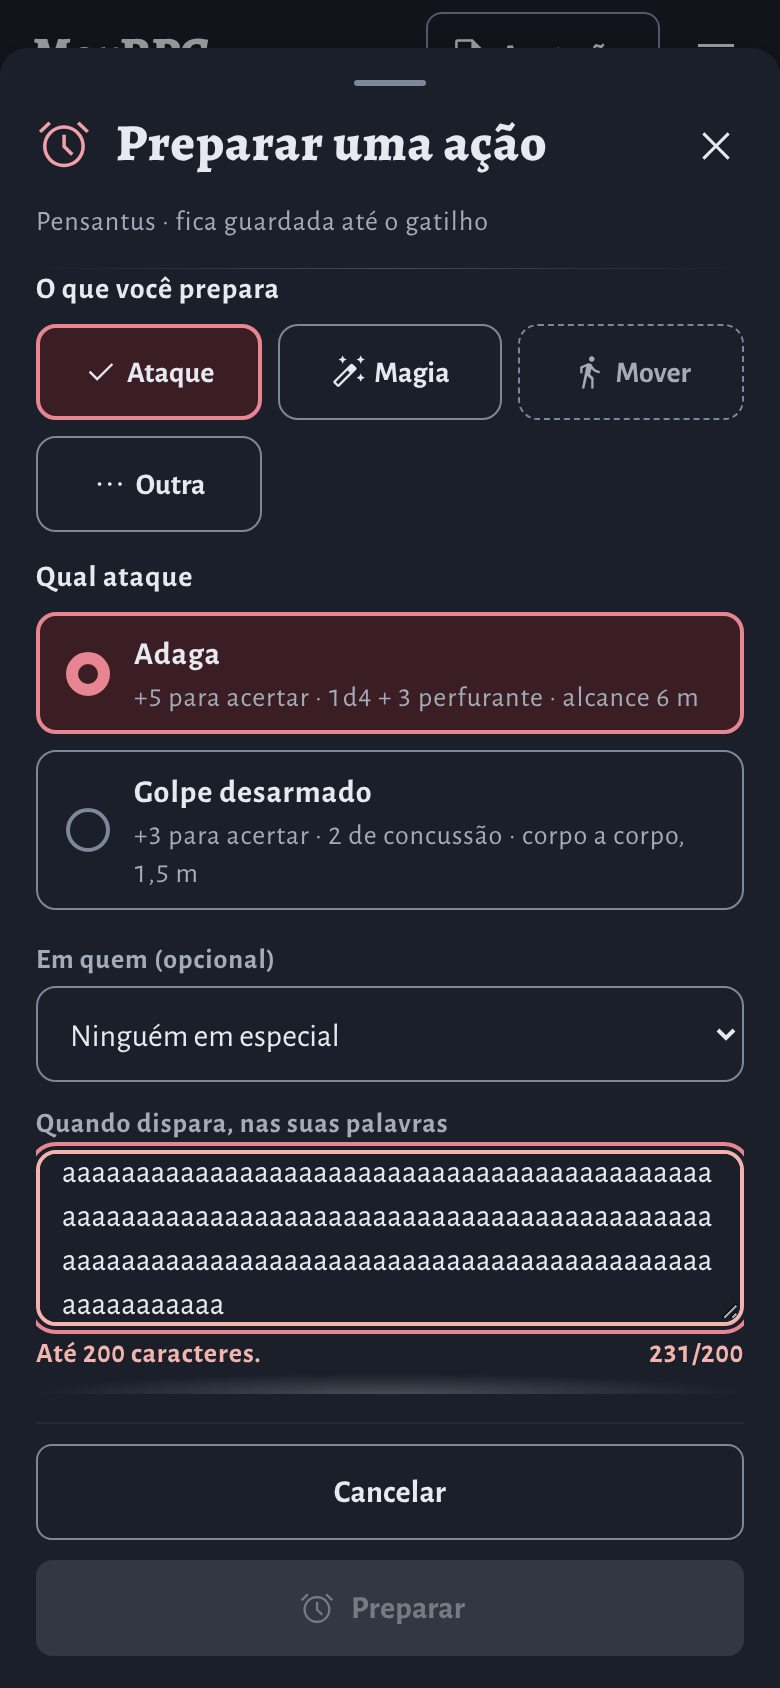 Preparar uma ação
Pensantus · fica guardada até o gatilho
O que você prepara
Ataque
Magia
Mover
Outra
Qual ataque
Adaga
+5 para acertar · 1d4 + 3 perfurante · alcance 6 m
Golpe desarmado
+3 para acertar · 2 de concussão · corpo a corpo,
1,5 m
Em quem (opcional)
Ninguém em especial
Quando dispara, nas suas palavras
aaaaaaaaaaaaaaaaaaaaaaaaaaaaaaaaaaaaaaaaaaaa
aaaaaaaaaaaaaaaaaaaaaaaaaaaaaaaaaaaaaaaaaaaa
aaaaaaaaaaaaaaaaaaaaaaaaaaaaaaaaaaaaaaaaaaaa
aaaaaaaaaaa
Até 200 caracteres.
231/200
Cancelar
Preparar